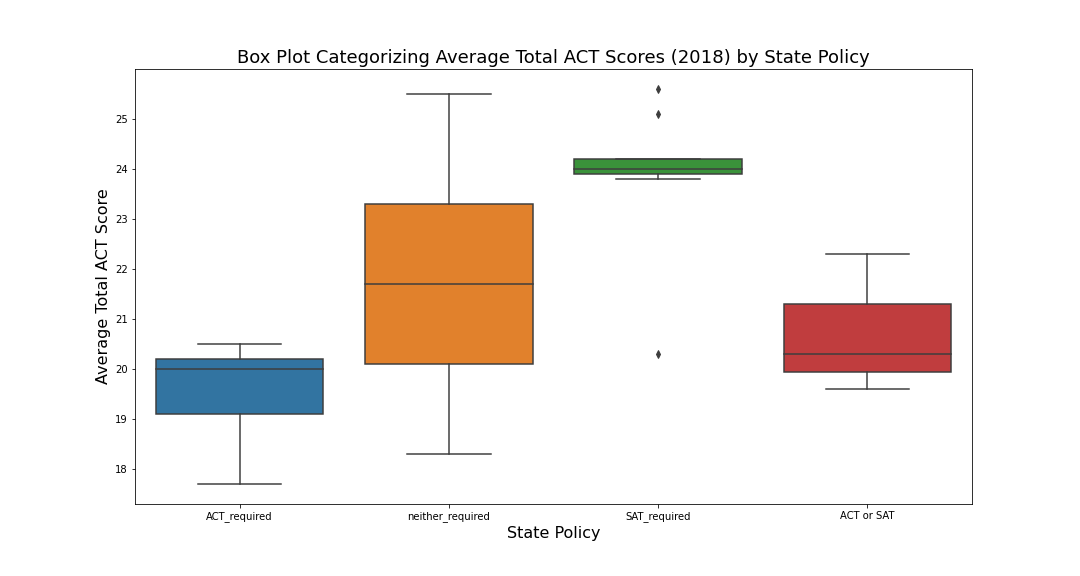 Box Plot Categorizing Average Total ACT Scores (2018) by State Policy
Average Total ACT Score
25
24
23
22
21
20
19
18
ACT_required neither_required SAT_required ACT or SAT
State Policy